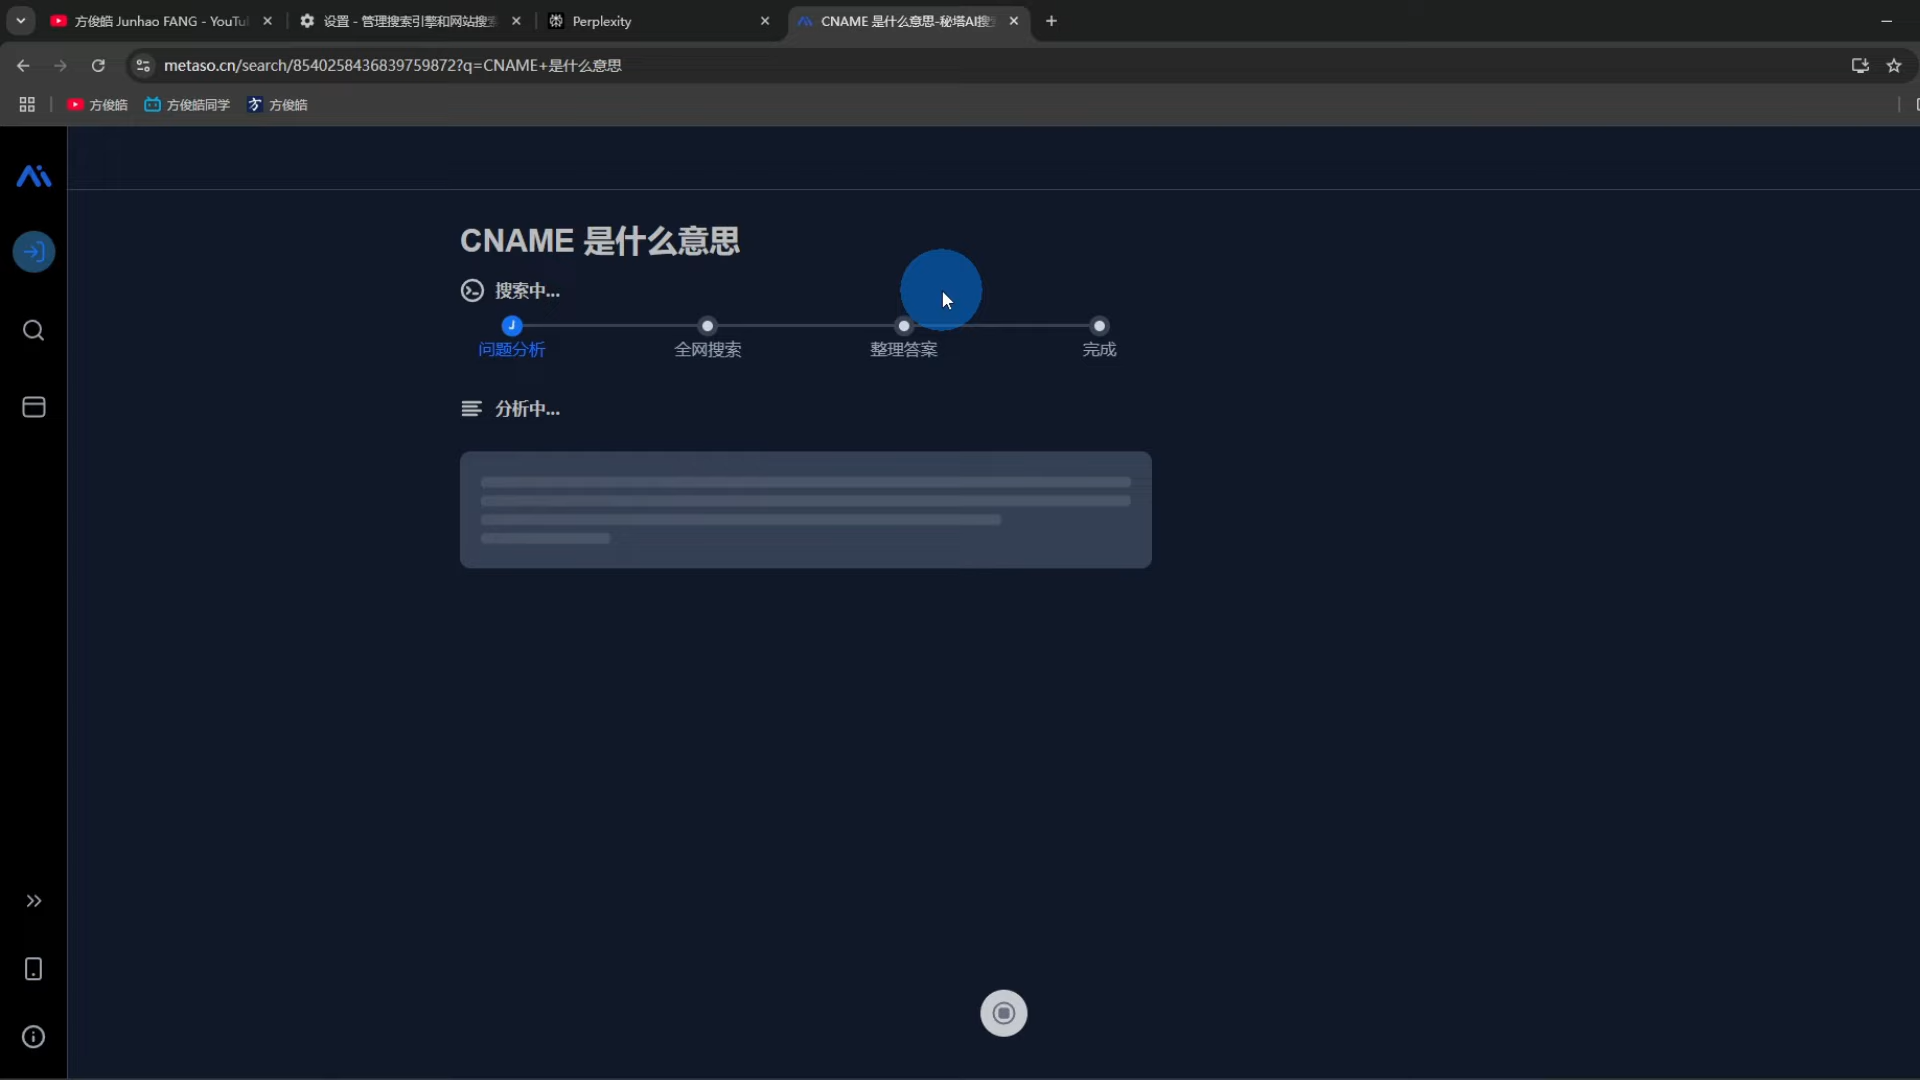 方俊皓 Junhao FANG - YouTu
设置 - 管理搜索引擎和网站搜索
Perplexity
CNAME 是什么意思-秘塔AI搜
metaso.cn/search/8540258436839759872?q=CNAME+是什么意思
方俊皓
方俊皓同学
方俊皓
CNAME 是什么意思
搜索中...
问题分析
全网搜索
整理答案
完成
分析中...